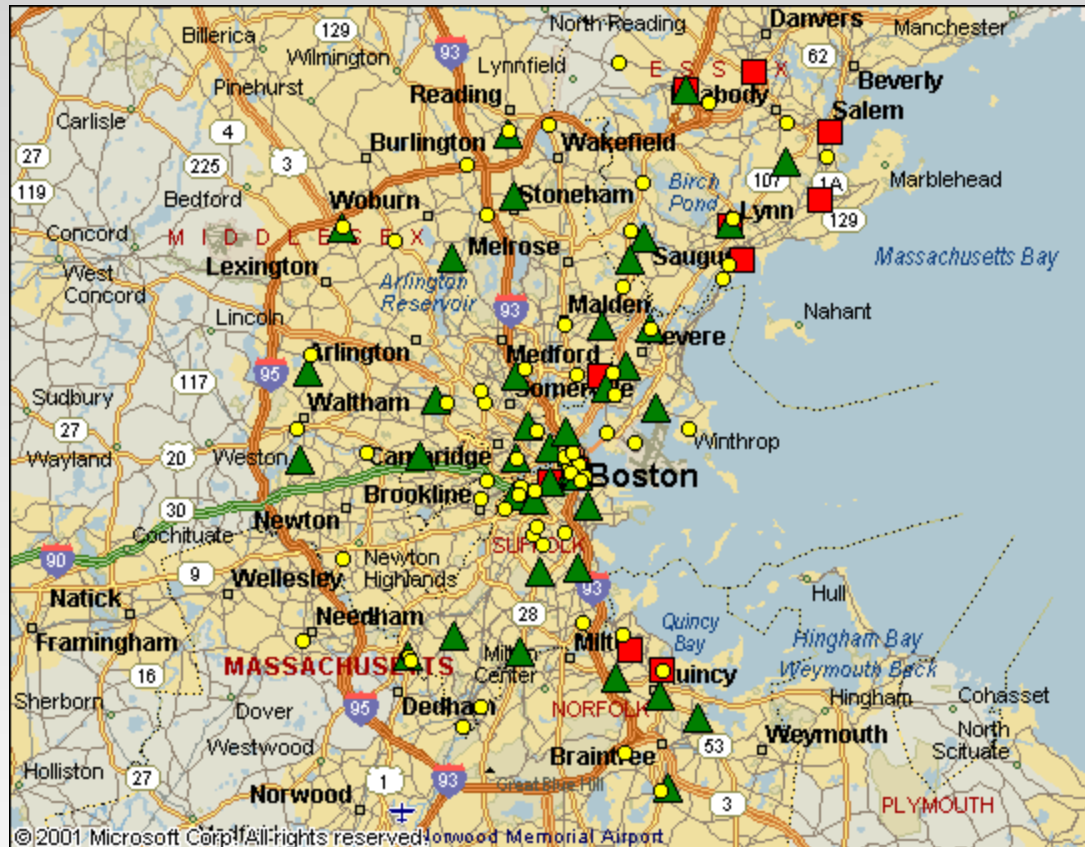 North Reading
Danvers
Manchester
129
Billerica
Wilmington
93
Lynnfield
ESSEX
62
Beverly
Pinehurst
Reading
Salem
Carlisle
4
Burlington
Wakefield
27
3
225
119
Bedford
Woburn
Stoneham
Birch
Pond
107
1A
Marblehead
Lynn
129
Concord
MIDDLESEX
Melrose
Saugus
Massachusetts Bay
West
Concord
Lexington
Arlington
Reservoir
93
Malden
Nahant
Lincoln
Revere
Arlington
Medford
95
117
Somerville
Sudbury
Waltham
27
Wayland
20
Weston
Cambridge
Winthrop
Boston
Brookline
30
Newton
Cochituate
SUFFOLK
90
9
Newton
Highlands
Wellesley
93
Hull
Natick
Needham
28
Quincy
Bay
Framingham
Hingham Bay
MASSACHUSETTS
Milton
Center
Weymouth Back
16
Quincy
Sherborn
Dover
95
Dedham
NORFOLK
Hingham
Cohasset
Westwood
53
Weymouth
North
Scituate
Braintree
Holliston
27
1
93
Great Blue Hill
Norwood
3
PLYMOUTH
© 2001 Microsoft Corp. All rights reserved.
Norwood Memorial Airport